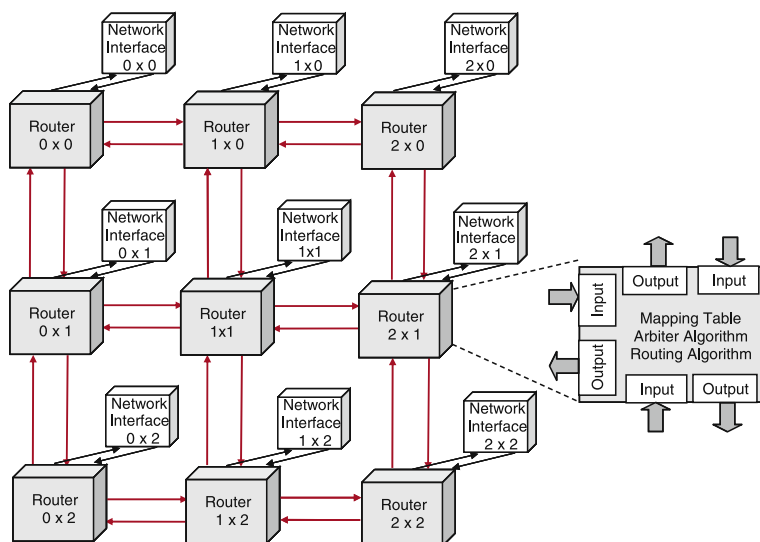 Network
Interface
0 x 0
Network
Interface
1 x 0
Network
Interface
2 x 0
Router
0 x 0
Router
1 x 0
Router
2 x 0
Network
Interface
0 x 1
Network
Interface
1x1
Network
Interface
2 x 1
Router
0 x 1
Router
1x1
Router
2 x 1
Output
Input
Input
Mapping Table
Arbiter Algorithm
Routing Algorithm
Output
Input
Output
Network
Interface
0 x 2
Network
Interface
1 x 2
Network
Interface
2 x 2
Router
0 x 2
Router
1 x 2
Router
2 x 2